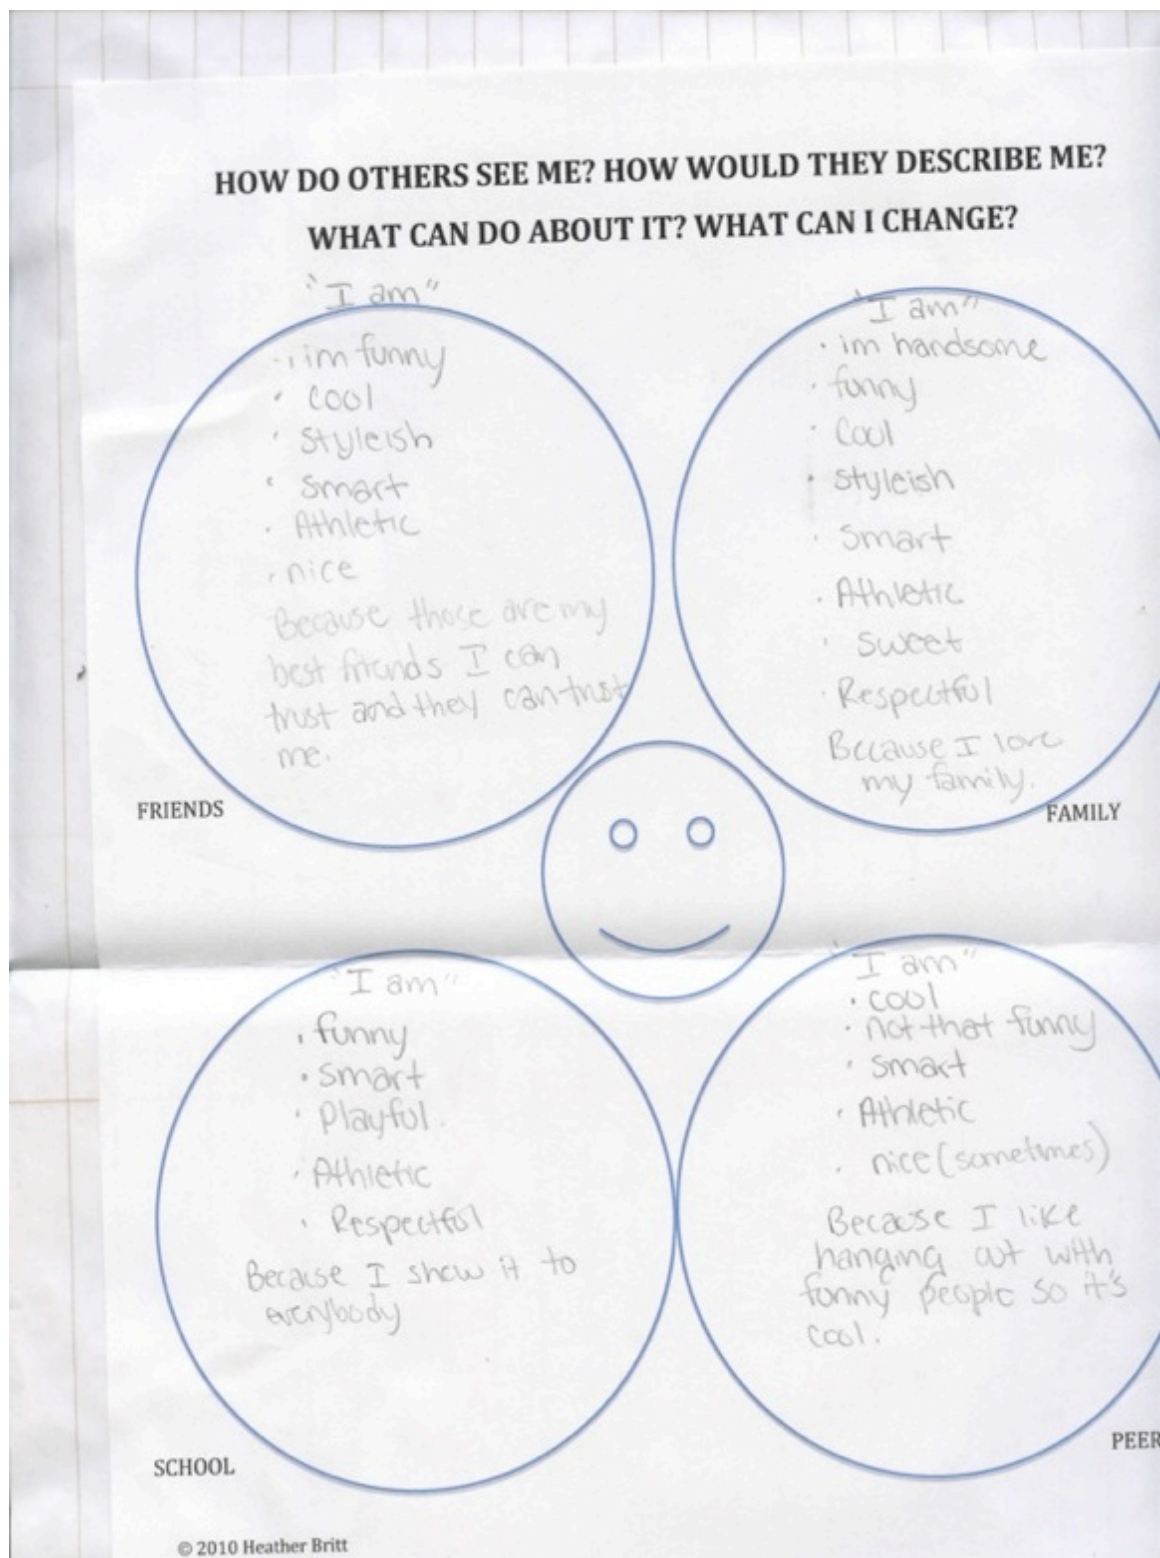 HOW DO OTHERS SEE ME? HOW WOULD THEY DESCRIBE ME?
WHAT CAN DO ABOUT IT? WHAT CAN I CHANGE?
"I am"
· im funny
· cool
· Styleish
· Smart
· Athletic
· nice
Because those are my
best friends I can
trust and they can trust
me.
FRIENDS
"I am"
· im handsome
· funny
· Cool
· Styleish
· Smart
· Athletic
· Sweet
· Respectful
Because I love
my family.
FAMILY
"I am"
· funny
· Smart
· Playful.
· Athletic
· Respectful
Because I show it to
everybody
SCHOOL
"I am"
· cool
· not that funny
· Smart
· Athletic
· nice (sometimes)
Because I like
hanging out with
funny people so it's
cool.
PEER
© 2010 Heather Britt